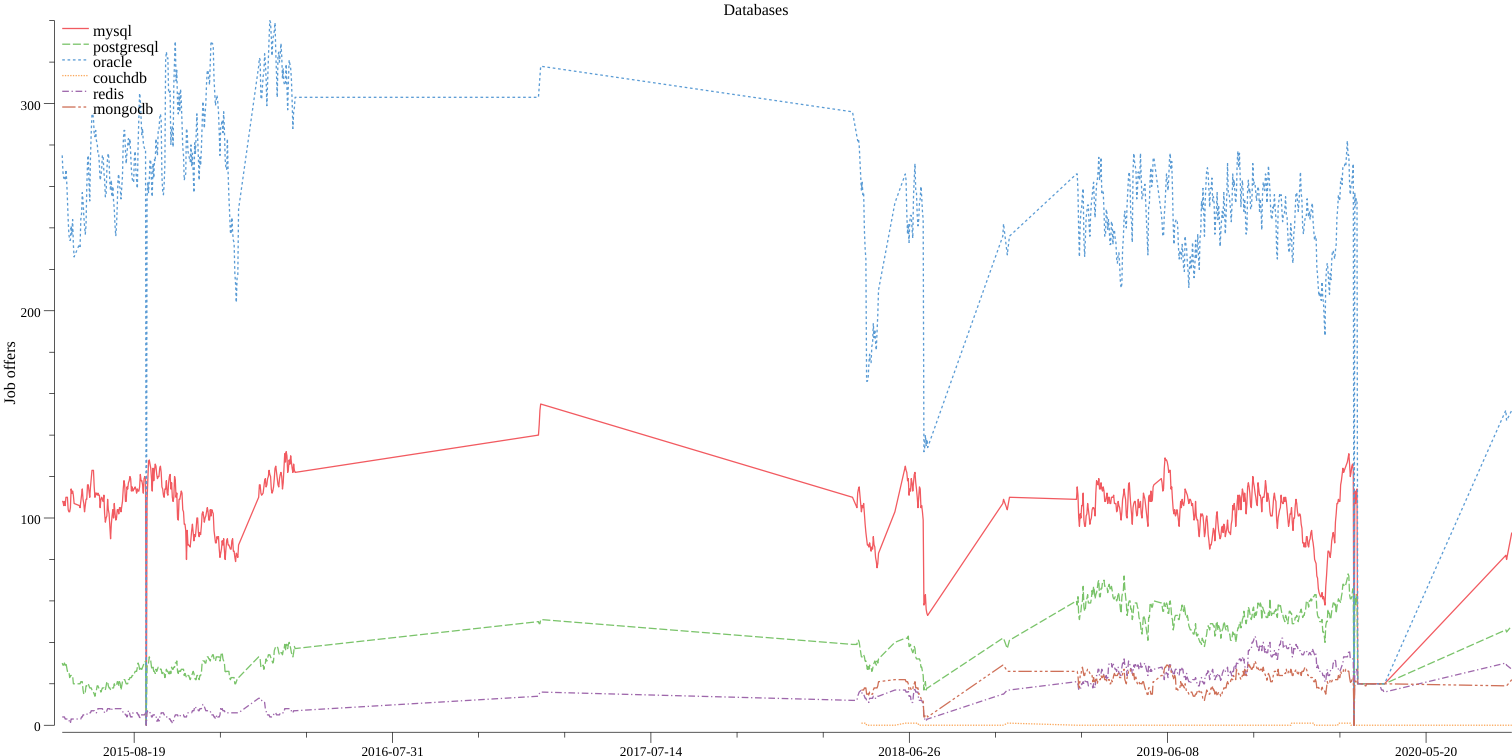 Databases
mysql
postgresql
oracle
couchdb
redis
mongodb
Job offers
300
200
100
0
2015-08-19
2016-07-31
2017-07-14
2018-06-26
2019-06-08
2020-05-20